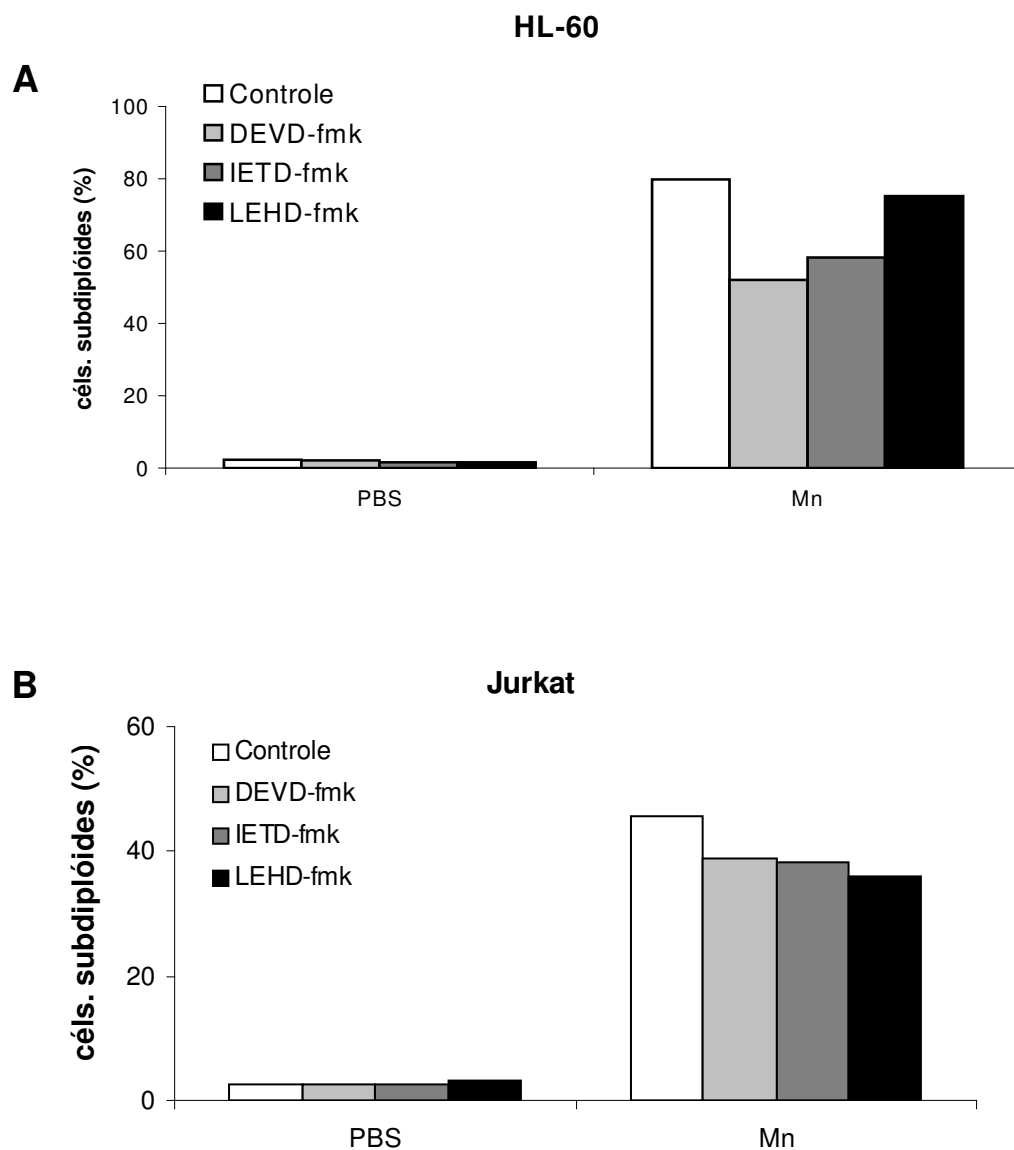 HL-60
A
Controle
DEVD-fmk
IETD-fmk
LEHD-fmk
100
80
60
40
20
0
céls. subdiplóides (%)
PBS
Mn
B
Jurkat
Controle
DEVD-fmk
IETD-fmk
LEHD-fmk
60
40
20
0
céls. subdiplóides (%)
PBS
Mn